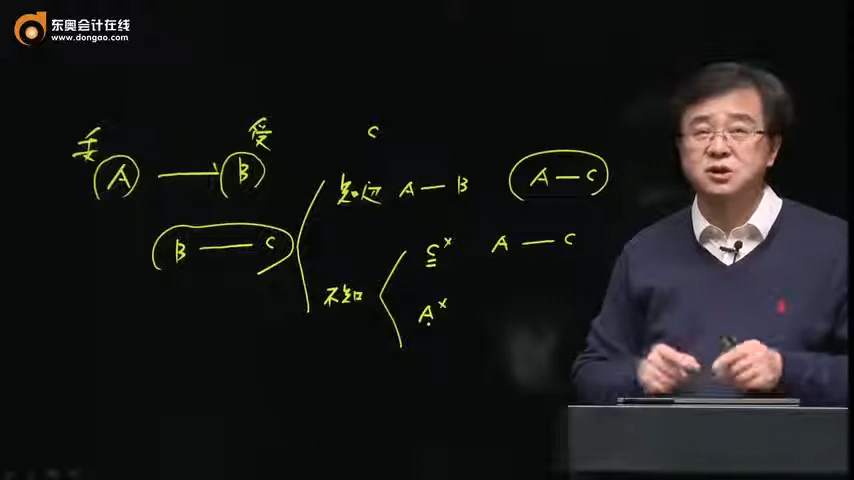 东奥会计在线
www.dongao.com
委 受 C
A → B
知道 A — B A — C
B — C
C× A — C
不知
A×